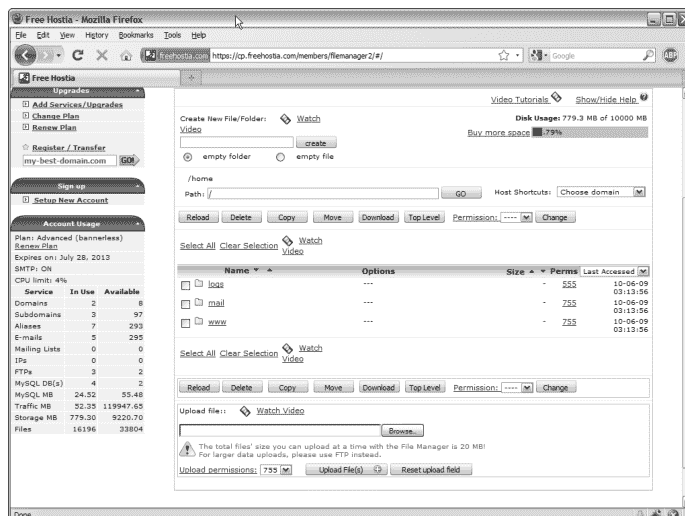 Free Hostia - Mozilla Firefox
File Edit View History Bookmarks Tools Help
freehostia.com https://cp.freehostia.com/members/filemanager2/#/
Google
ABP
Free Hostia
Upgrades
Add Services/Upgrades
Change Plan
Renew Plan
Register / Transfer
my-best-domain.com GO!
Sign up
Setup New Account
Account Usage
Plan: Advanced (bannerless)
Renew Plan
Expires on: July 28, 2013
SMTP: ON
CPU limit: 4%
Service In Use Available
Domains 2 8
Subdomains 3 97
Aliases 7 293
E-mails 5 295
Mailing Lists 0 0
IPs 0 0
FTPs 3 2
MySQL DB(s) 4 2
MySQL MB 24.52 55.48
Traffic MB 52.35 119947.65
Storage MB 779.30 9220.70
Files 16196 33804
Video Tutorials Show/Hide Help
Create New File/Folder: Watch Video
create
empty folder empty file
Disk Usage: 779.3 MB of 10000 MB
Buy more space .79%
/home
Path: / GO Host Shortcuts: Choose domain
Reload Delete Copy Move Download Top Level Permission: ---- Change
Select All Clear Selection Watch Video
Name Options Size Perms Last Accessed
logs --- - 555 10-06-09 03:13:56
mail --- - 755 10-06-09 03:13:56
www --- - 755 10-06-09 03:13:56
Select All Clear Selection Watch Video
Reload Delete Copy Move Download Top Level Permission: ---- Change
Upload file:: Watch Video
Browse..
The total files' size you can upload at a time with the File Manager is 20 MB!
For larger data uploads, please use FTP instead.
Upload permissions: 755 Upload File(s) Reset upload field
Done